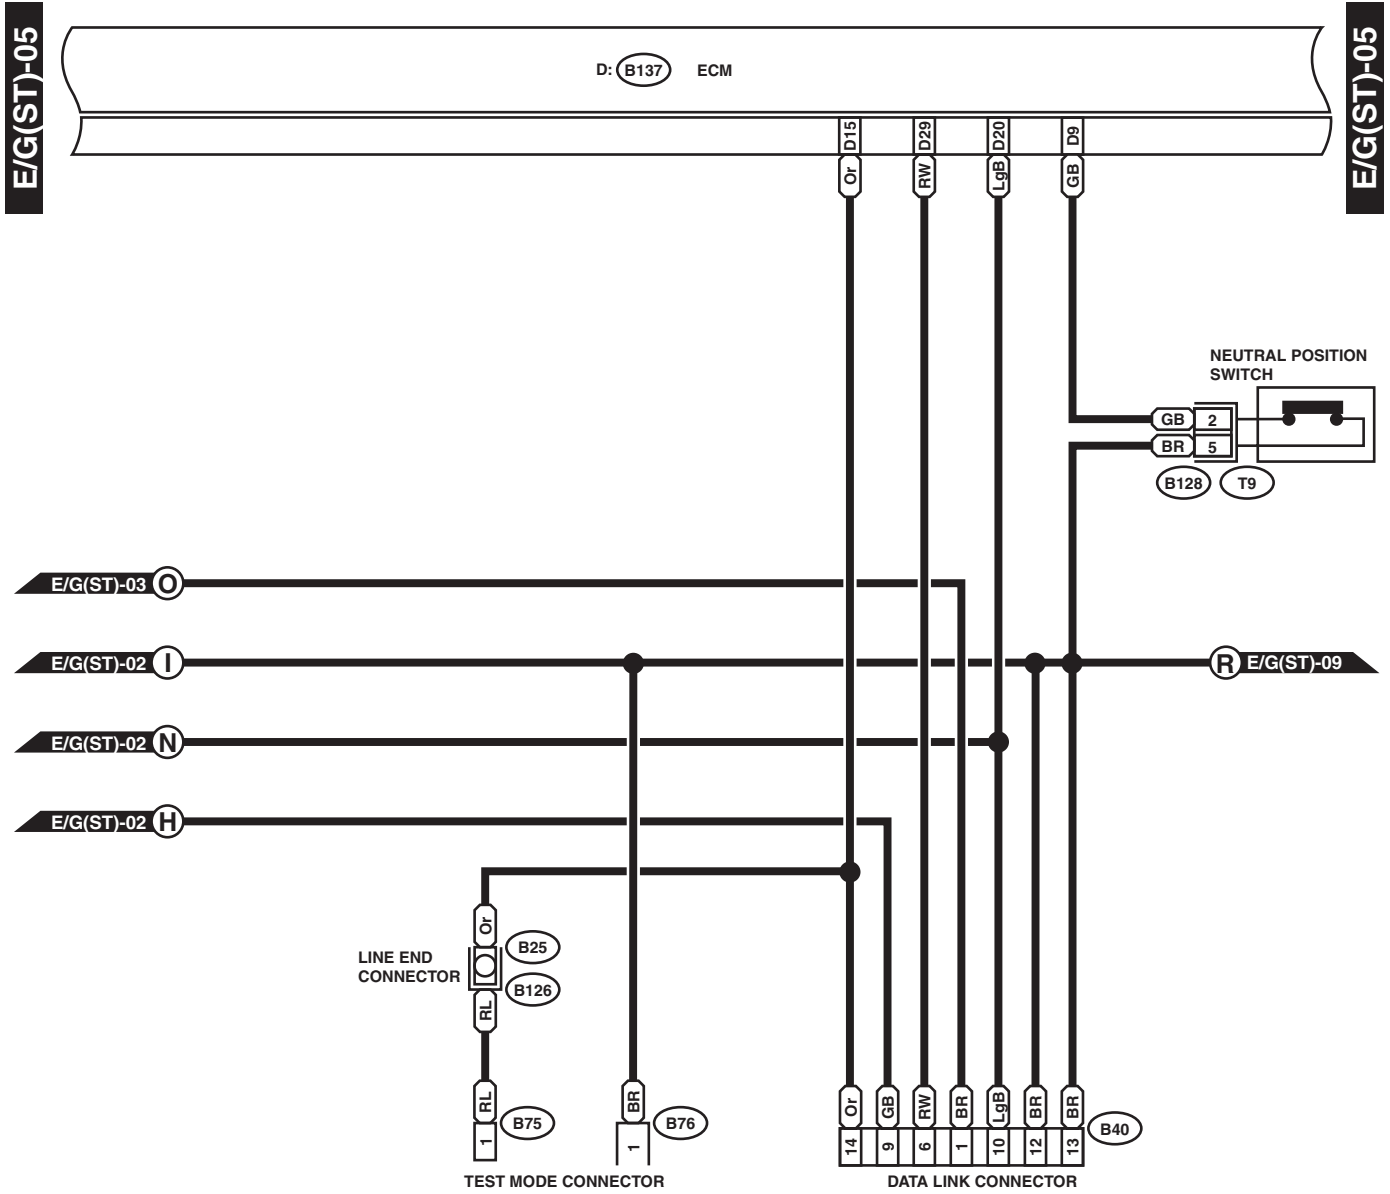 E/G(ST)-05
E/G(ST)-05
D: B137 ECM
D15 D29 D20 D9
Or RW LgB GB
NEUTRAL POSITION
SWITCH
GB 2
BR 5
B128 T9
E/G(ST)-03 O
E/G(ST)-02 I
R E/G(ST)-09
E/G(ST)-02 N
E/G(ST)-02 H
Or
B25
LINE END
CONNECTOR
B126
RL
RL
B75
1
BR
B76
1
Or GB RW BR LgB BR BR
B40
14 9 6 1 10 12 13
TEST MODE CONNECTOR
DATA LINK CONNECTOR